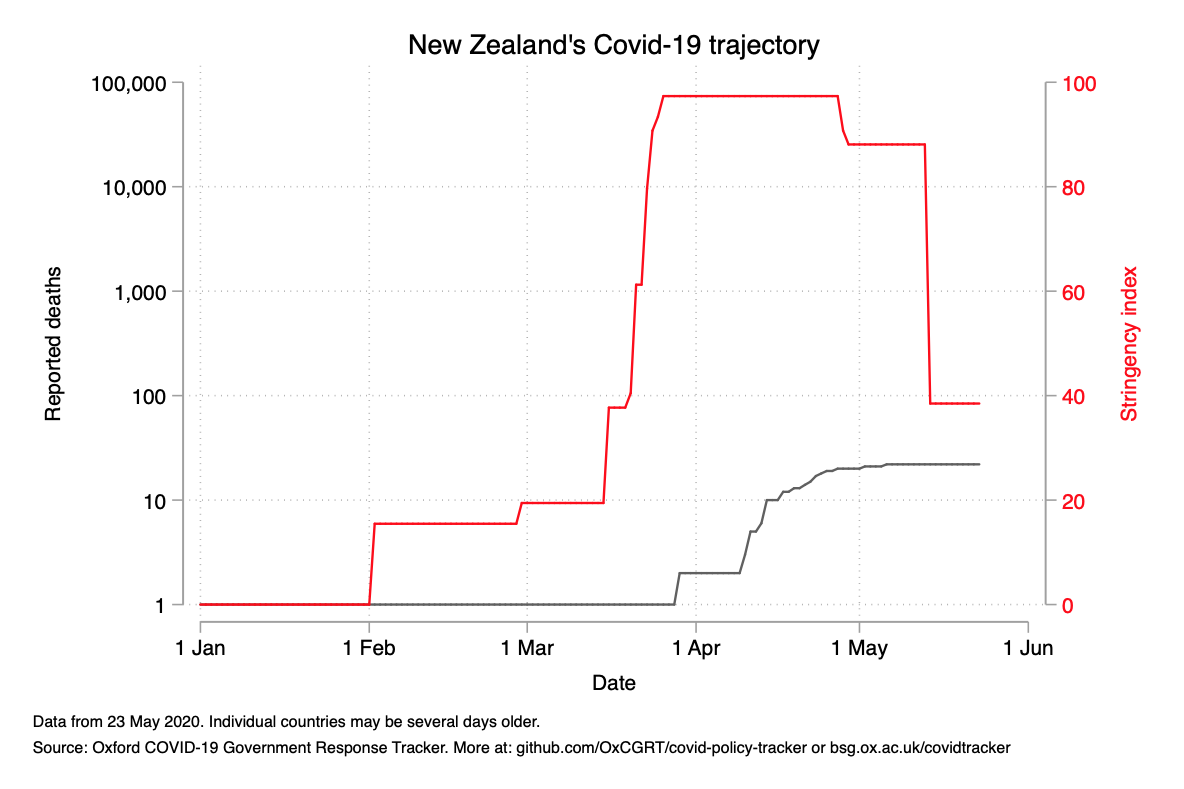 New Zealand's Covid-19 trajectory
100,000
10,000
1,000
100
10
1
Reported deaths
100
80
60
40
20
0
Stringency index
1 Jan 1 Feb 1 Mar 1 Apr 1 May 1 Jun
Date
Data from 23 May 2020. Individual countries may be several days older.
Source: Oxford COVID-19 Government Response Tracker. More at: github.com/OxCGRT/covid-policy-tracker or bsg.ox.ac.uk/covidtracker